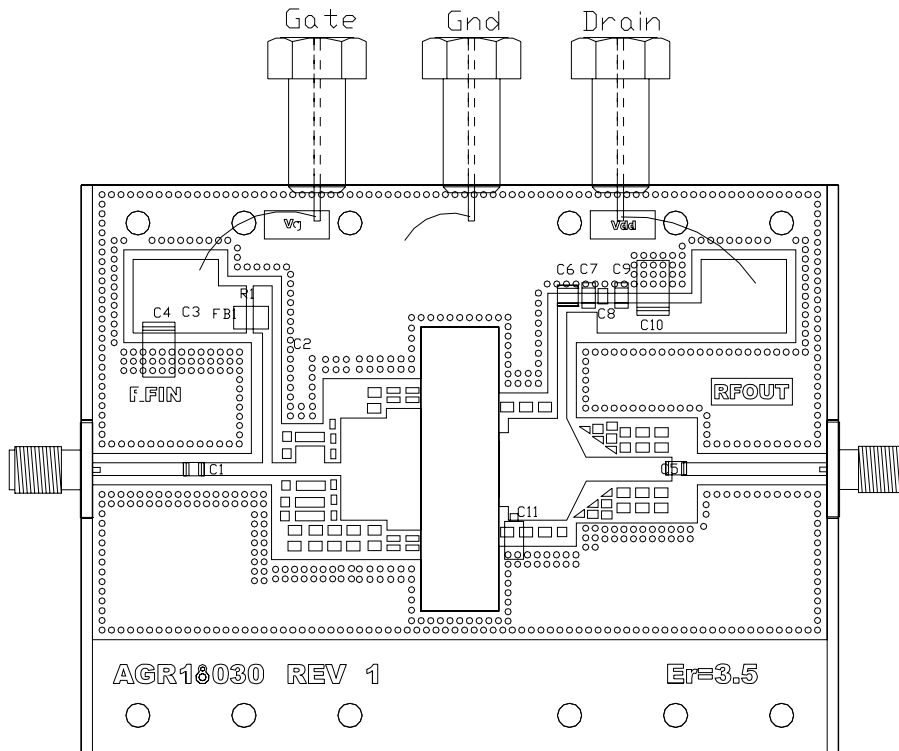 Gate Gnd Drain
Vg Vdd
C6 C7 C9
R1
C4 C3 FB1 C8
C10
C2
RFIN RFOUT
C1 C5
C11
AGR18030 REV 1 Er=3.5